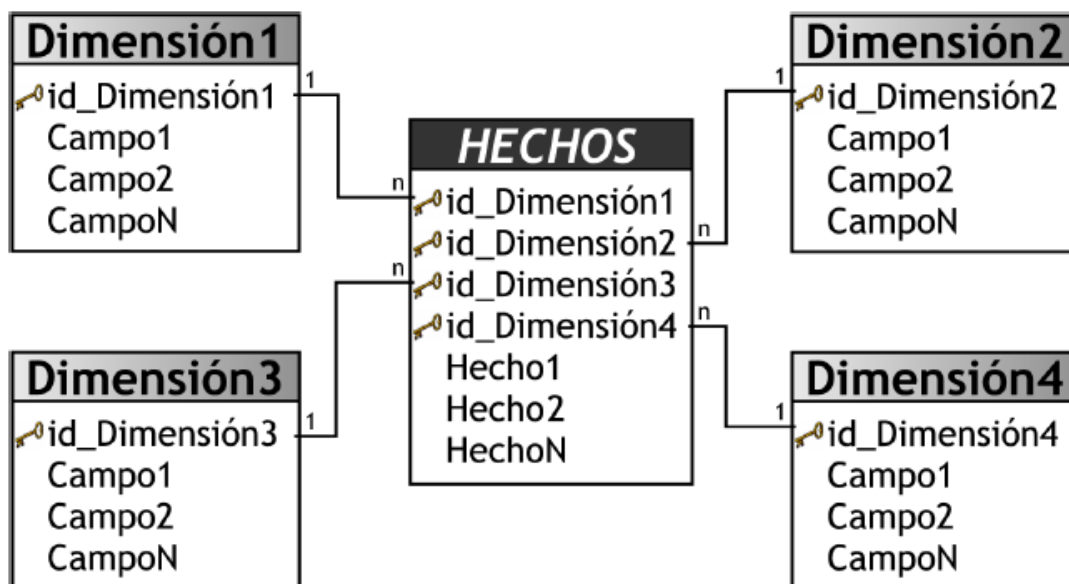 Dimensión1
id_Dimensión1
Campo1
Campo2
CampoN
1
n
HECHOS
id_Dimensión1
id_Dimensión2
id_Dimensión3
id_Dimensión4
Hecho1
Hecho2
HechoN
n
n
n
Dimensión2
1
id_Dimensión2
Campo1
Campo2
CampoN
Dimensión3
id_Dimensión3
Campo1
Campo2
CampoN
1
Dimensión4
1
id_Dimensión4
Campo1
Campo2
CampoN